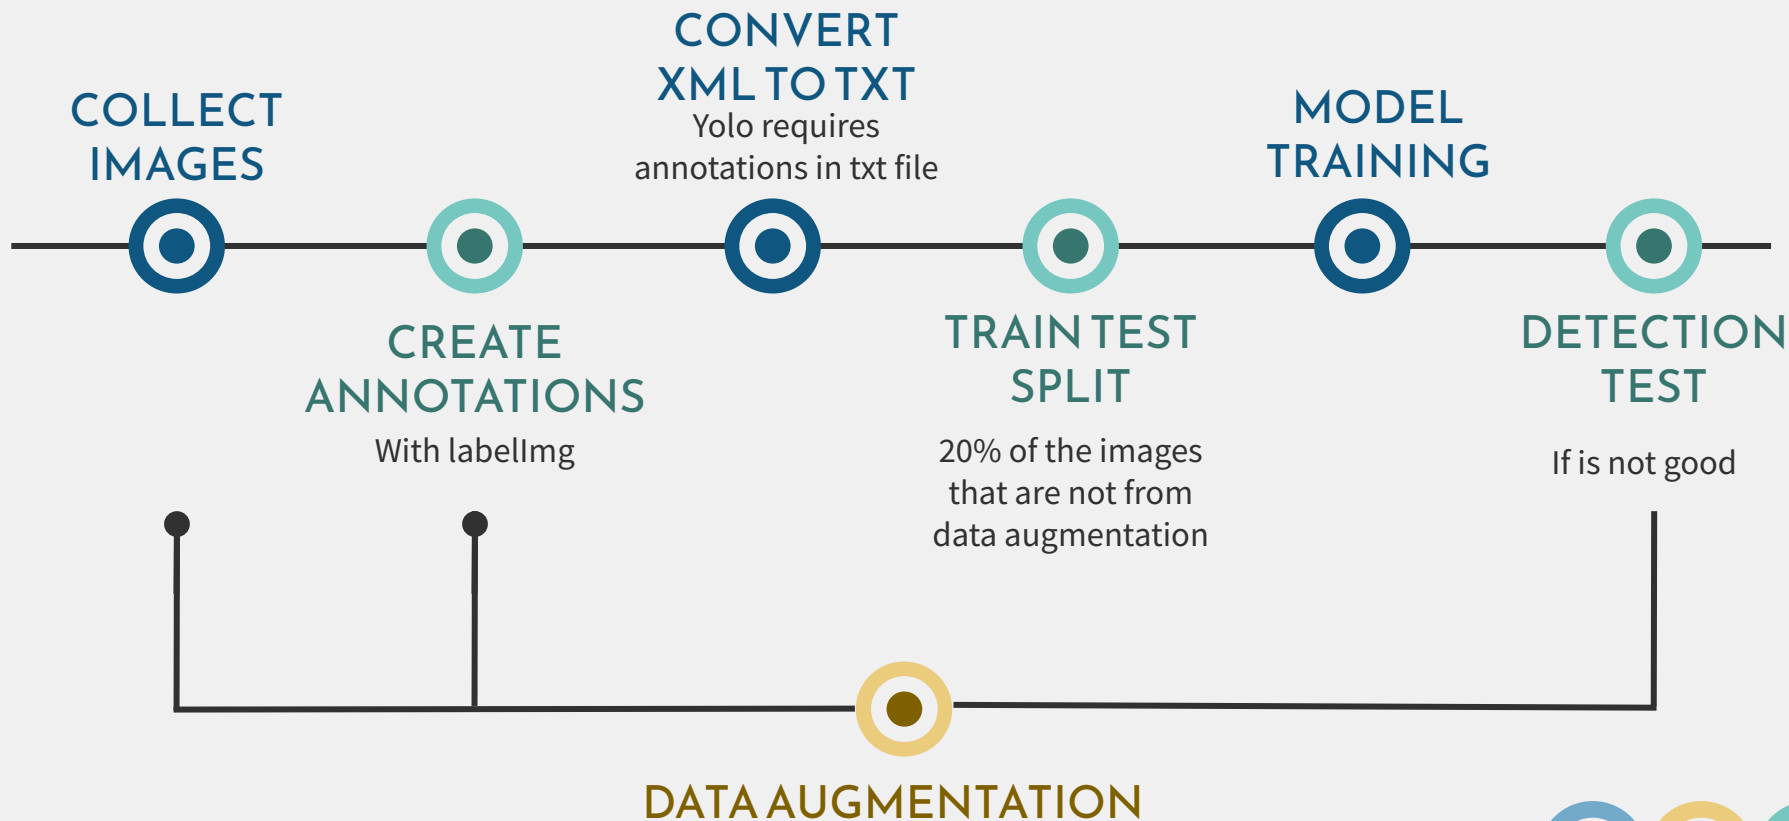 COLLECT
IMAGES
CREATE
ANNOTATIONS
With labelImg
CONVERT
XML TO TXT
Yolo requires
annotations in txt file
TRAIN TEST
SPLIT
20% of the images
that are not from
data augmentation
MODEL
TRAINING
DETECTION
TEST
If is not good
DATA AUGMENTATION